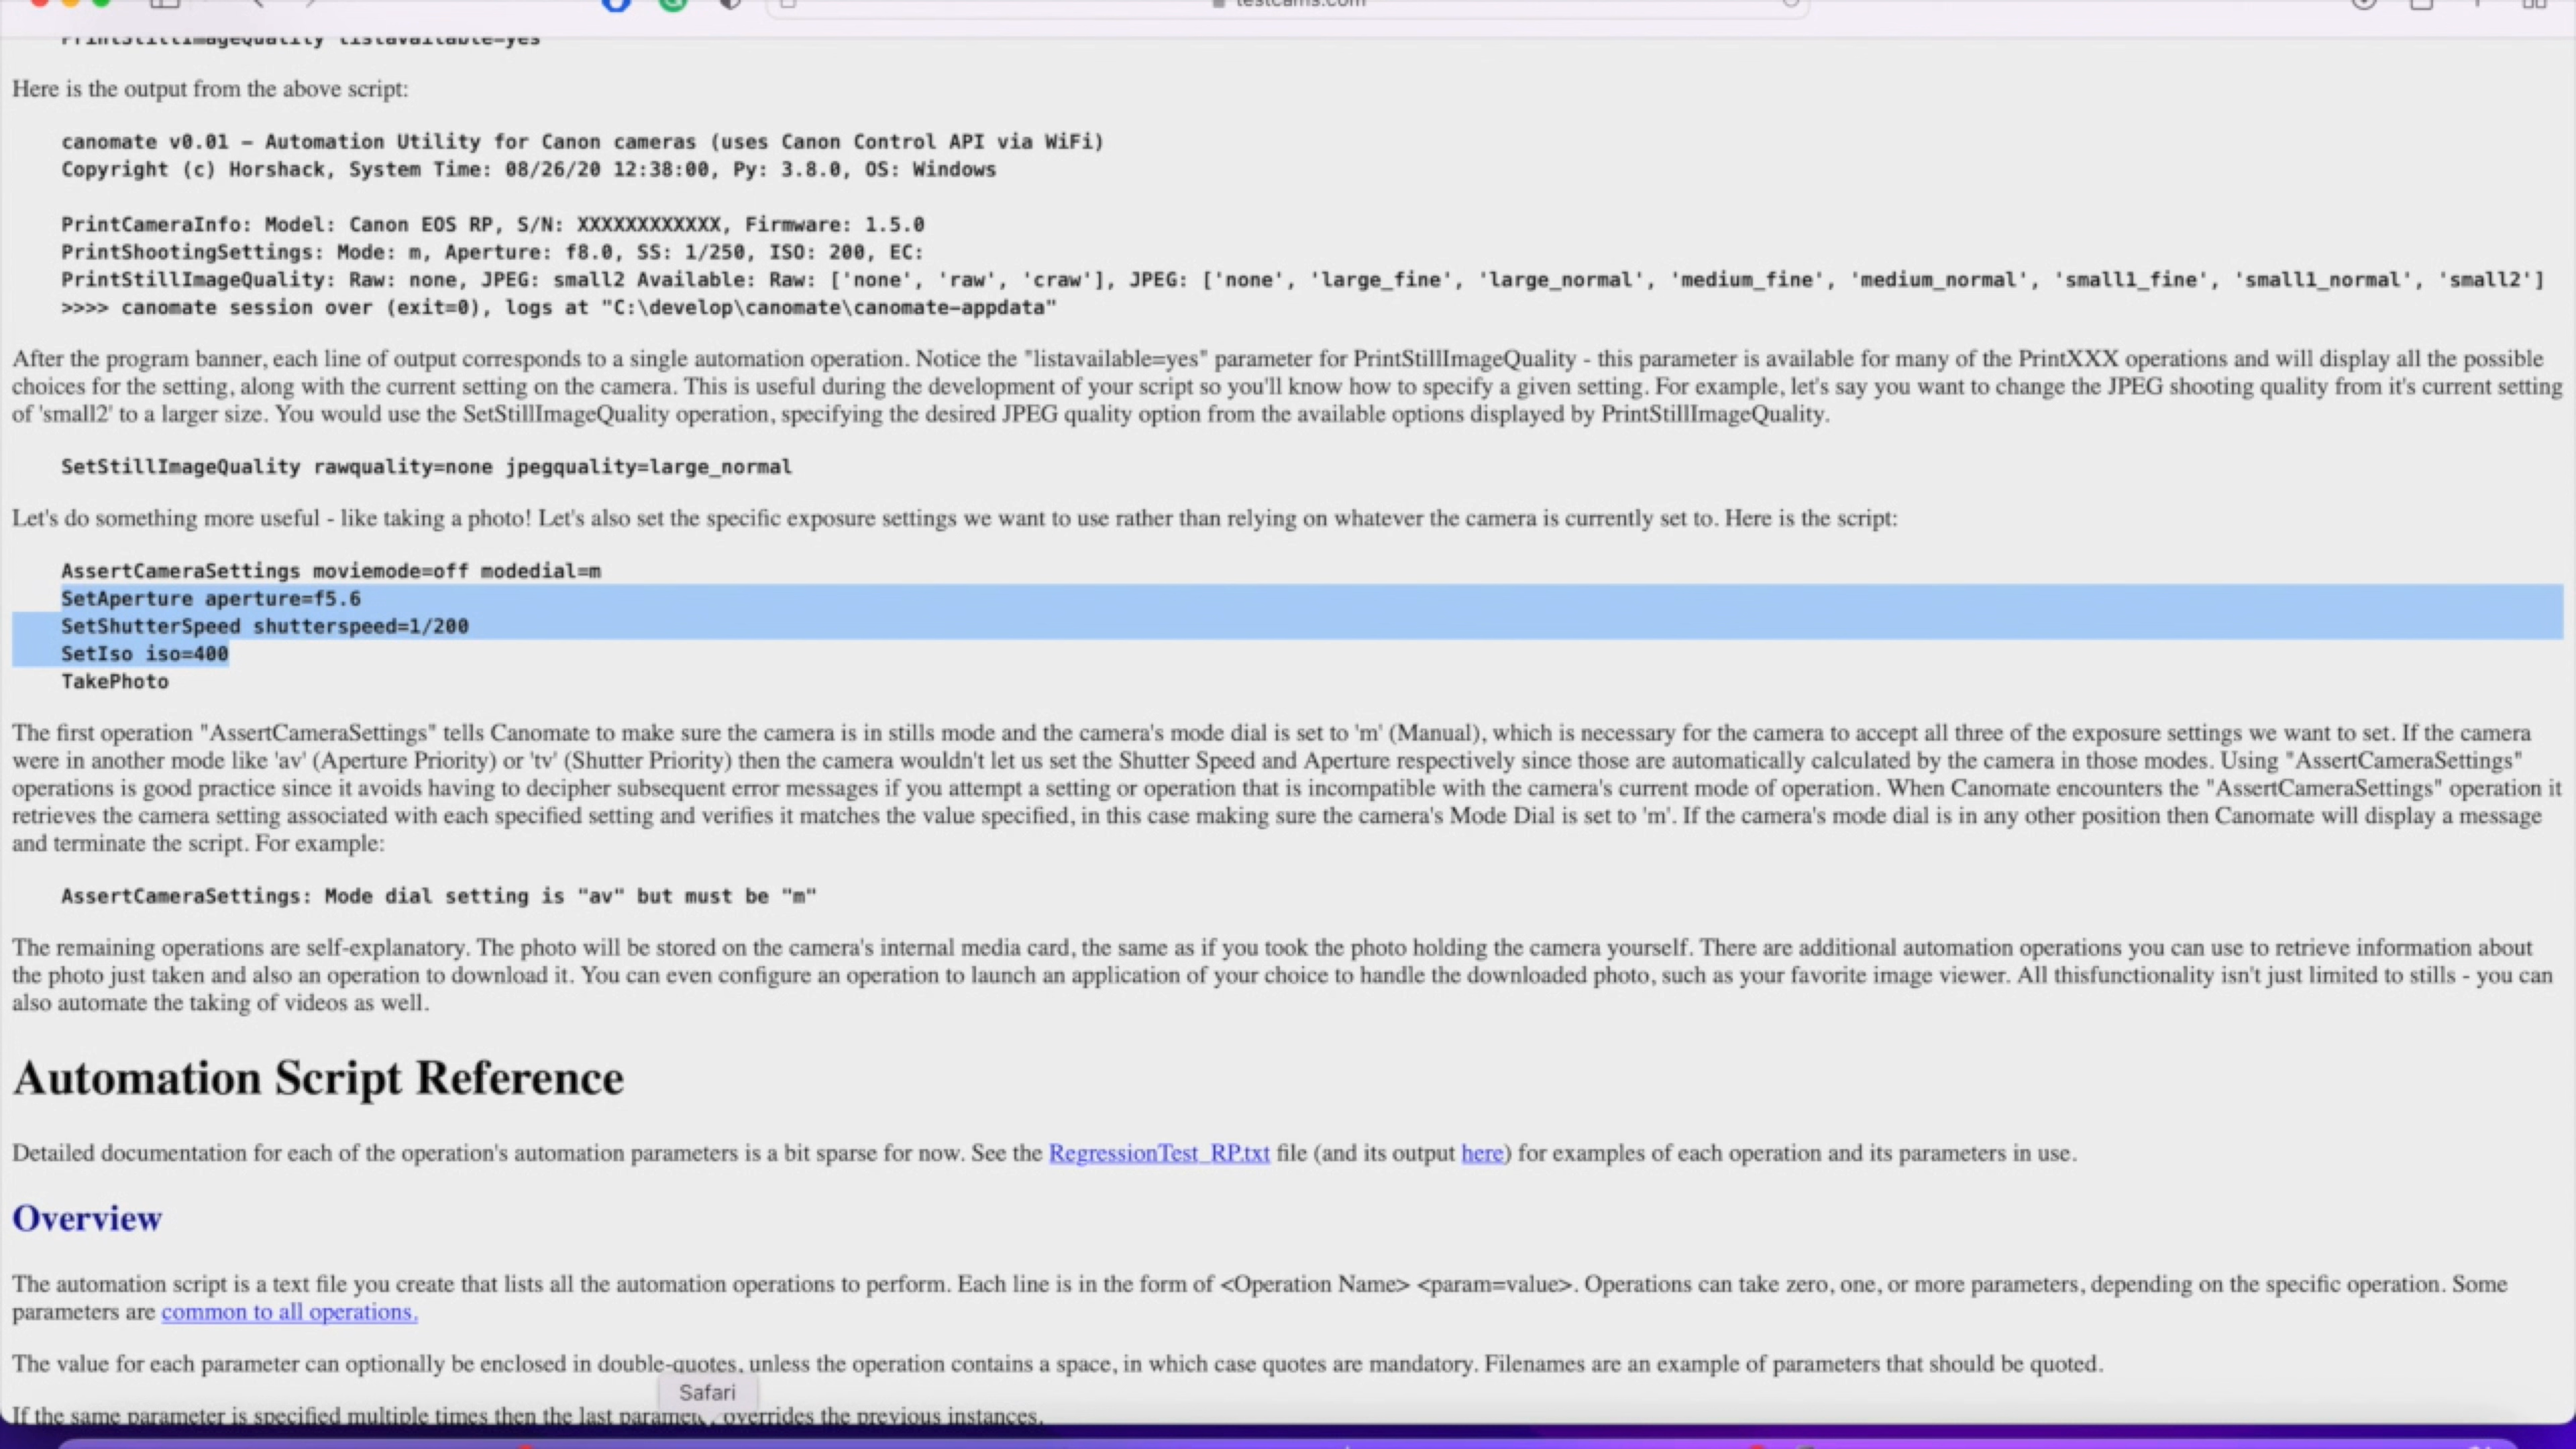 testcams.com
PrintStillImageQuality listavailable=yes
Here is the output from the above script:
canomate v0.01 – Automation Utility for Canon cameras (uses Canon Control API via WiFi)
Copyright (c) Horshack, System Time: 08/26/20 12:38:00, Py: 3.8.0, OS: Windows
PrintCameraInfo: Model: Canon EOS RP, S/N: XXXXXXXXXXXX, Firmware: 1.5.0
PrintShootingSettings: Mode: m, Aperture: f8.0, SS: 1/250, ISO: 200, EC:
PrintStillImageQuality: Raw: none, JPEG: small2 Available: Raw: ['none', 'raw', 'craw'], JPEG: ['none', 'large_fine', 'large_normal', 'medium_fine', 'medium_normal', 'small1_fine', 'small1_normal', 'small2']
>>>> canomate session over (exit=0), logs at "C:\develop\canomate\canomate-appdata"
After the program banner, each line of output corresponds to a single automation operation. Notice the "listavailable=yes" parameter for PrintStillImageQuality - this parameter is available for many of the PrintXXX operations and will display all the possible
choices for the setting, along with the current setting on the camera. This is useful during the development of your script so you'll know how to specify a given setting. For example, let's say you want to change the JPEG shooting quality from it's current setting
of 'small2' to a larger size. You would use the SetStillImageQuality operation, specifying the desired JPEG quality option from the available options displayed by PrintStillImageQuality.
SetStillImageQuality rawquality=none jpegquality=large_normal
Let's do something more useful - like taking a photo! Let's also set the specific exposure settings we want to use rather than relying on whatever the camera is currently set to. Here is the script:
AssertCameraSettings moviemode=off modedial=m
SetAperture aperture=f5.6
SetShutterSpeed shutterspeed=1/200
SetIso iso=400
TakePhoto
The first operation "AssertCameraSettings" tells Canomate to make sure the camera is in stills mode and the camera's mode dial is set to 'm' (Manual), which is necessary for the camera to accept all three of the exposure settings we want to set. If the camera
were in another mode like 'av' (Aperture Priority) or 'tv' (Shutter Priority) then the camera wouldn't let us set the Shutter Speed and Aperture respectively since those are automatically calculated by the camera in those modes. Using "AssertCameraSettings"
operations is good practice since it avoids having to decipher subsequent error messages if you attempt a setting or operation that is incompatible with the camera's current mode of operation. When Canomate encounters the "AssertCameraSettings" operation it
retrieves the camera setting associated with each specified setting and verifies it matches the value specified, in this case making sure the camera's Mode Dial is set to 'm'. If the camera's mode dial is in any other position then Canomate will display a message
and terminate the script. For example:
AssertCameraSettings: Mode dial setting is "av" but must be "m"
The remaining operations are self-explanatory. The photo will be stored on the camera's internal media card, the same as if you took the photo holding the camera yourself. There are additional automation operations you can use to retrieve information about
the photo just taken and also an operation to download it. You can even configure an operation to launch an application of your choice to handle the downloaded photo, such as your favorite image viewer. All thisfunctionality isn't just limited to stills - you can
also automate the taking of videos as well.
Automation Script Reference
Detailed documentation for each of the operation's automation parameters is a bit sparse for now. See the RegressionTest_RP.txt file (and its output here) for examples of each operation and its parameters in use.
Overview
The automation script is a text file you create that lists all the automation operations to perform. Each line is in the form of <Operation Name> <param=value>. Operations can take zero, one, or more parameters, depending on the specific operation. Some
parameters are common to all operations.
The value for each parameter can optionally be enclosed in double-quotes, unless the operation contains a space, in which case quotes are mandatory. Filenames are an example of parameters that should be quoted.
Safari
If the same parameter is specified multiple times then the last parameter overrides the previous instances.